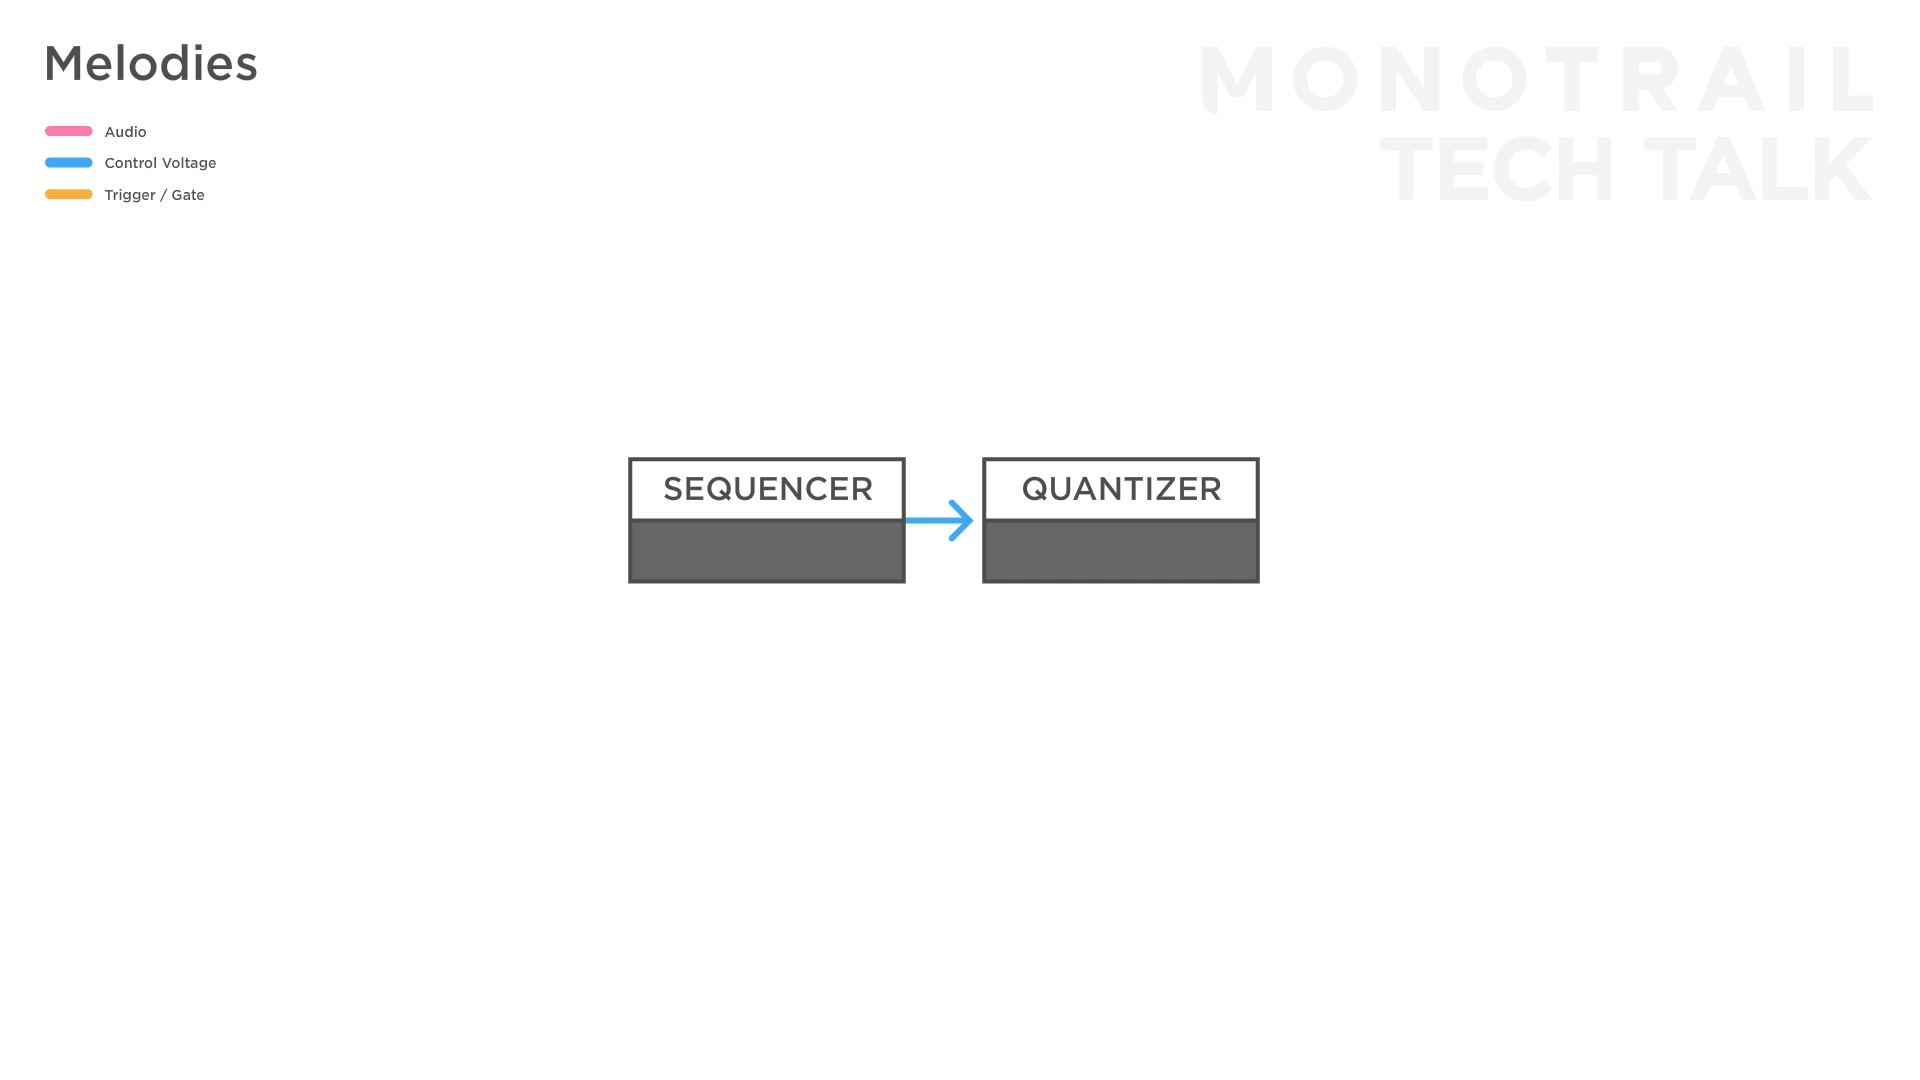 Melodies
Audio
Control Voltage
Trigger / Gate
MONOTRAIL
TECH TALK
SEQUENCER
QUANTIZER